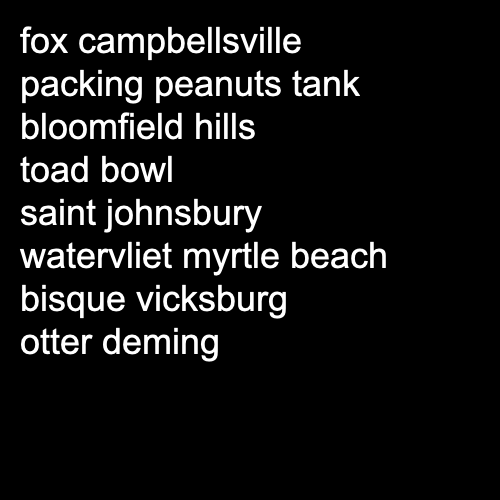 fox campbellsville
packing peanuts tank
bloomfield hills
toad bowl
saint johnsbury
watervliet myrtle beach
bisque vicksburg
otter deming